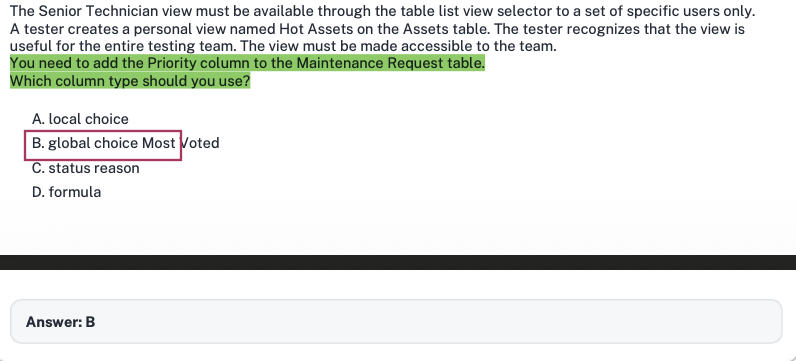 The Senior Technician view must be available through the table list view selector to a set of specific users only.
A tester creates a personal view named Hot Assets on the Assets table. The tester recognizes that the view is
useful for the entire testing team. The view must be made accessible to the team.
You need to add the Priority column to the Maintenance Request table.
Which column type should you use?
A. local choice
B. global choice Most Voted
C. status reason
D. formula
Answer: B